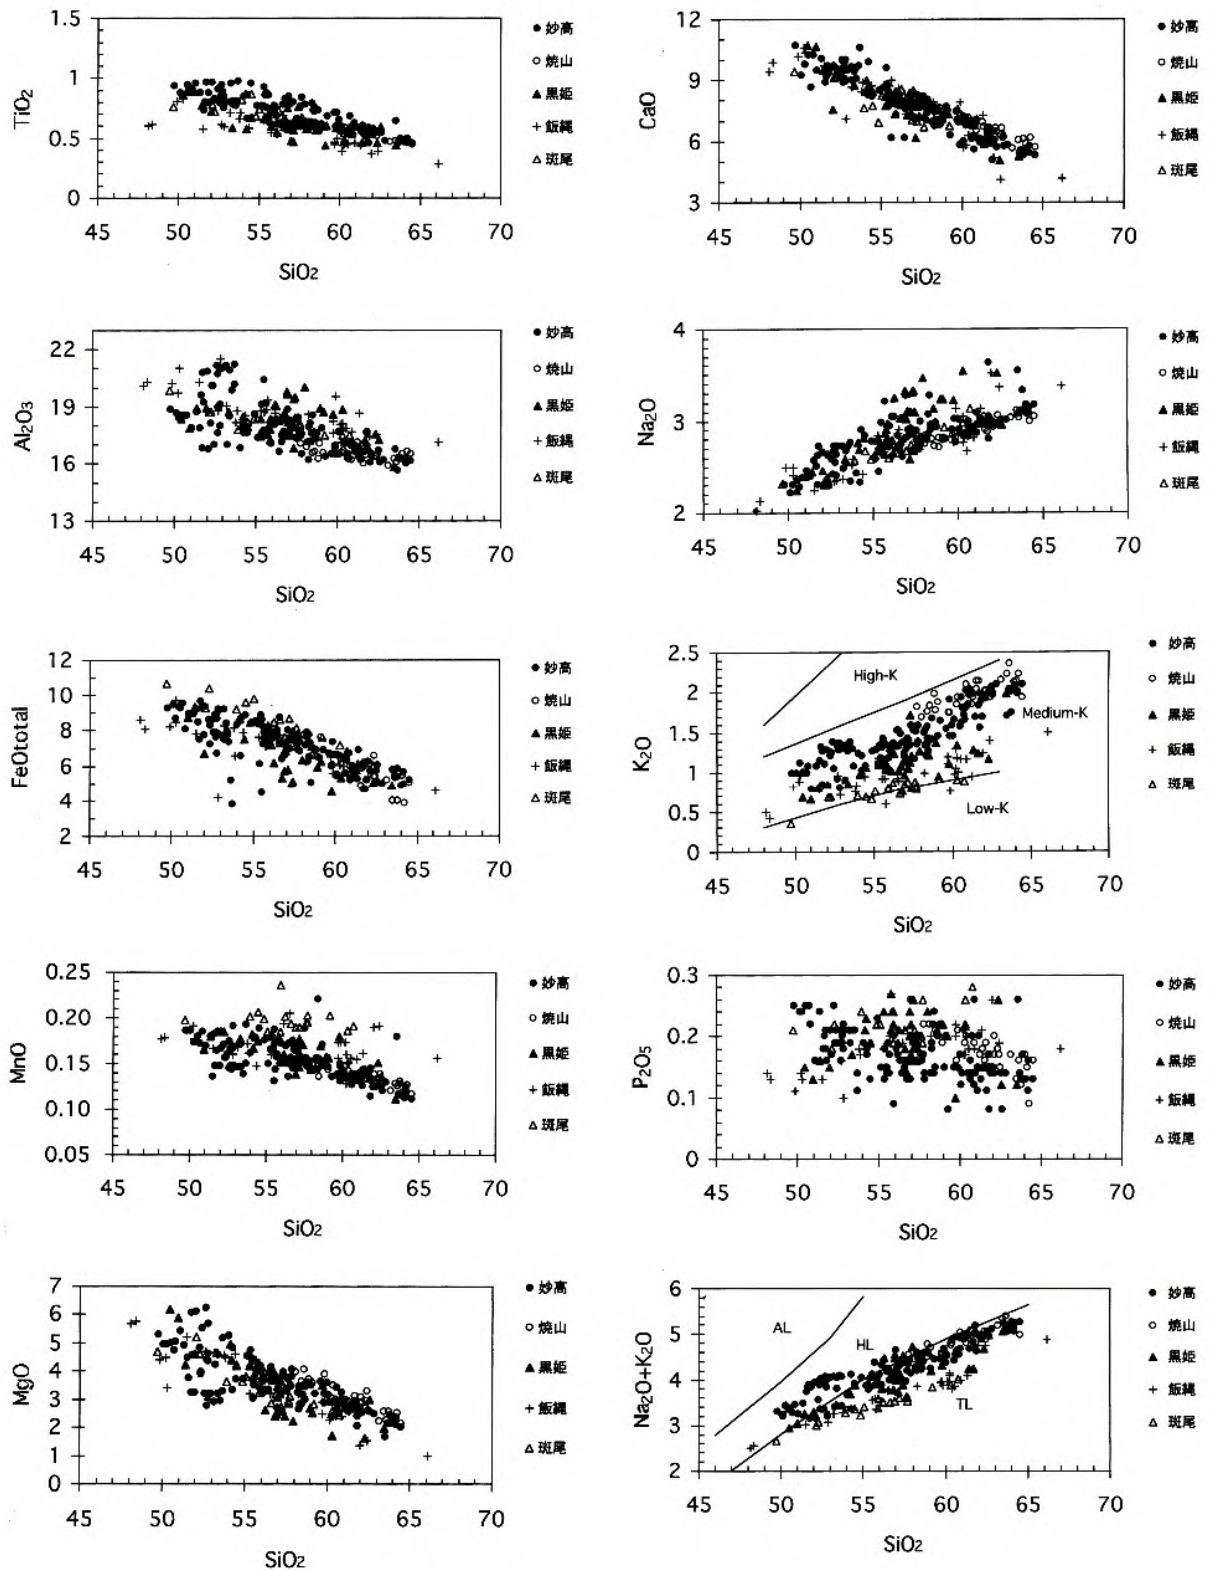 1.5
1
0.5
0
TiO2
45 50 55 60 65 70
SiO2
妙高
焼山
黒姫
飯縄
斑尾
12
9
6
3
CaO
45 50 55 60 65 70
SiO2
妙高
焼山
黒姫
飯縄
斑尾
22
19
16
13
Al2O3
45 50 55 60 65 70
SiO2
妙高
焼山
黒姫
飯縄
斑尾
4
3
2
Na2O
45 50 55 60 65 70
SiO2
妙高
焼山
黒姫
飯縄
斑尾
12
10
8
6
4
2
FeOtotal
45 50 55 60 65 70
SiO2
妙高
焼山
黒姫
飯縄
斑尾
2.5
2
1.5
1
0.5
0
K2O
High-K
Medium-K
Low-K
45 50 55 60 65 70
SiO2
妙高
焼山
黒姫
飯縄
斑尾
0.25
0.20
0.15
0.10
0.05
MnO
45 50 55 60 65 70
SiO2
妙高
焼山
黒姫
飯縄
斑尾
0.3
0.2
0.1
0
P2O5
45 50 55 60 65 70
SiO2
妙高
焼山
黒姫
飯縄
斑尾
7
6
5
4
3
2
1
0
MgO
45 50 55 60 65 70
SiO2
妙高
焼山
黒姫
飯縄
斑尾
6
5
4
3
2
Na2O+K2O
AL
HL
TL
45 50 55 60 65 70
SiO2
妙高
焼山
黒姫
飯縄
斑尾